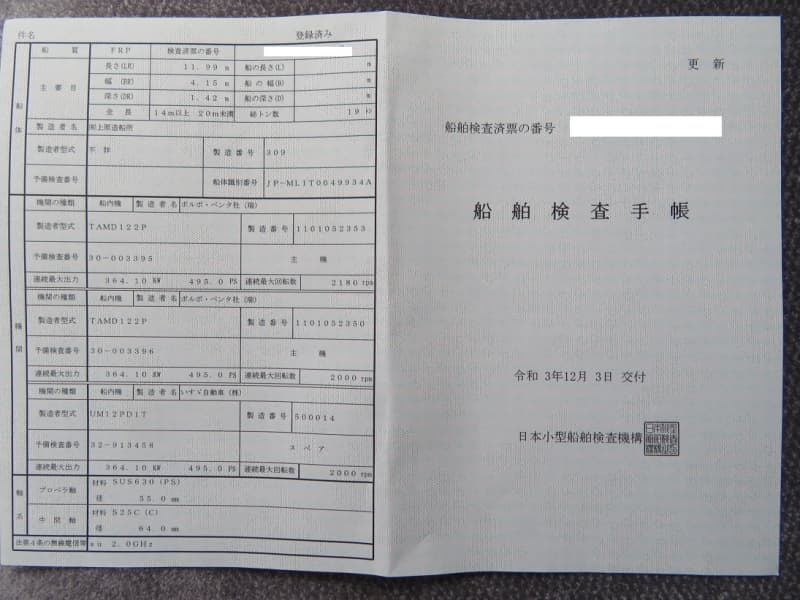 件名
登録済み
船質 FRP 検査済票の番号
主要目 長さ(LR) 11.99 m 船の長さ(L) m
幅(BR) 4.15 m 船の幅(B) m
深さ(DR) 1.42 m 船の深さ(D) m
全長 14m以上 20m未満 総トン数 19 トン
船体
製造者名 ㈲上原造船所
製造者型式 不詳 製造番号 309
予備検査番号 船体識別番号 JP-MLIT0049934A
機関の種類 船内機 製造者名 ボルボ・ペンタ社(瑞)
製造者型式 TAMD122P 製造番号 1101052353
予備検査番号 30-003395 主機
連続最大出力 364.10 KW 495.0 PS 連続最大回転数 2180 rpm
機関の種類 船内機 製造者名 ボルボ・ペンタ社(瑞)
製造者型式 TAMD122P 製造番号 1101052350
機関
予備検査番号 30-003396 主機
連続最大出力 364.10 KW 495.0 PS 連続最大回転数 2000 rpm
機関の種類 船内機 製造者名 いすゞ自動車(株)
製造者型式 UM12PD1T 製造番号 500014
予備検査番号 32-913458 スペア
連続最大出力 364.10 KW 495.0 PS 連続最大回転数 2000 rpm
軸系 プロペラ軸 材料 SUS630(PS)
径 55.0 mm
中間軸 材料 S25C(C)
径 64.0 mm
法第4条の無線電信等 au 2.0GHz
更新
船舶検査済票の番号
船舶検査手帳
令和 3年12月 3日 交付
日本小型船舶検査機構